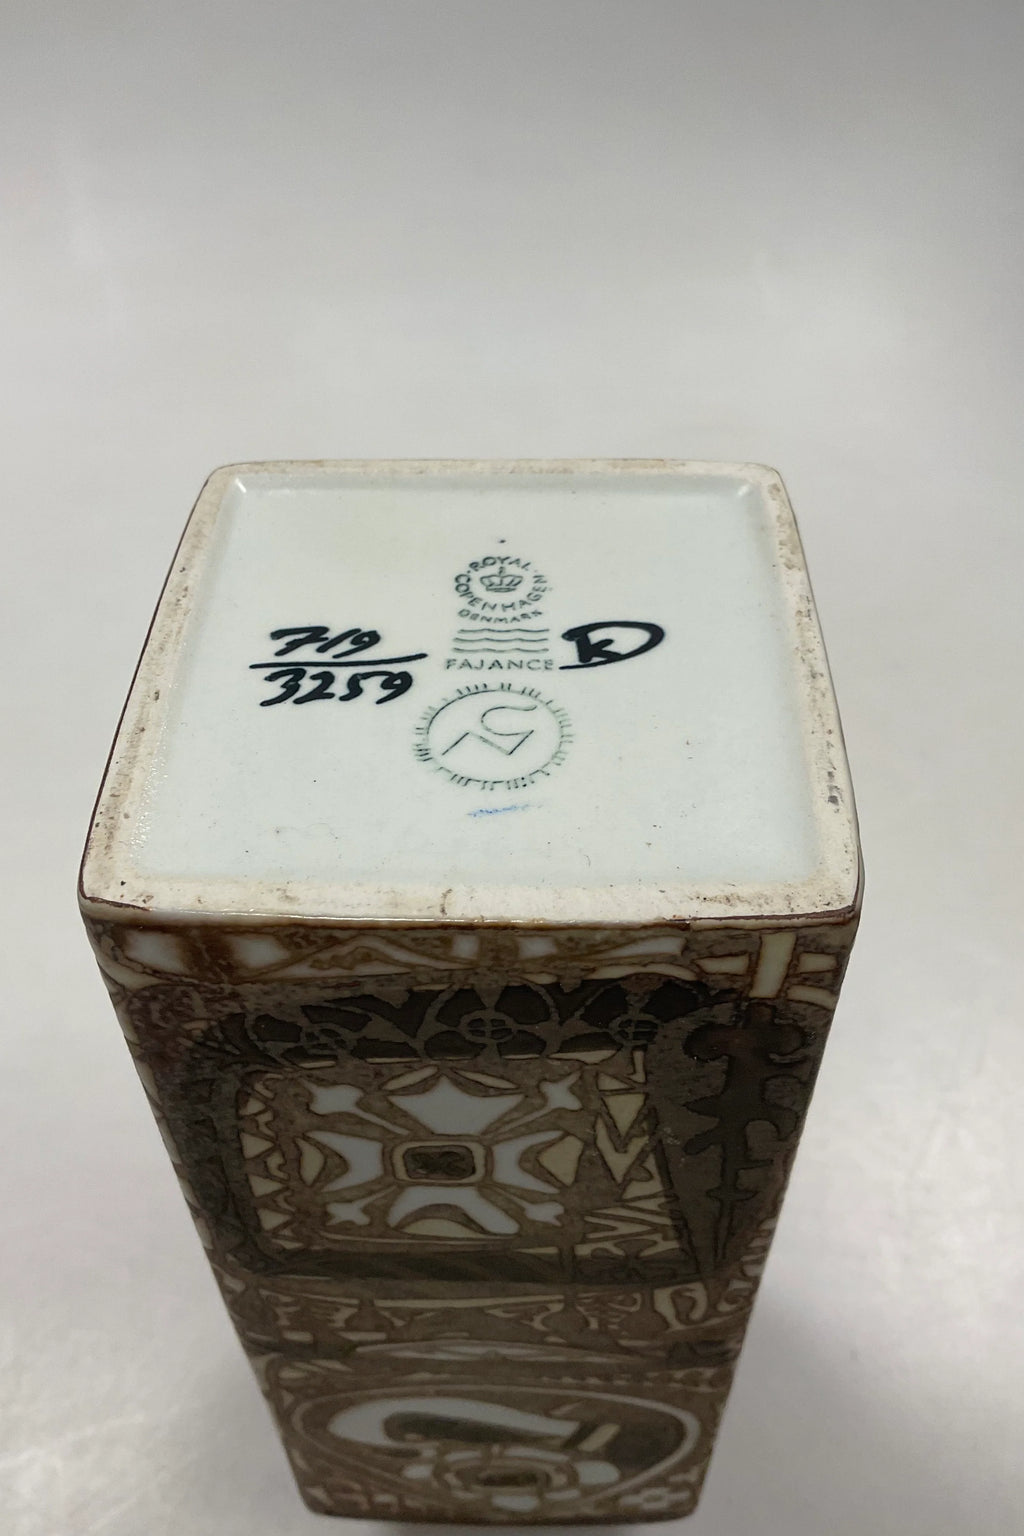 ROYAL COPENHAGEN
DENMARK
FAJANCE
719
3259